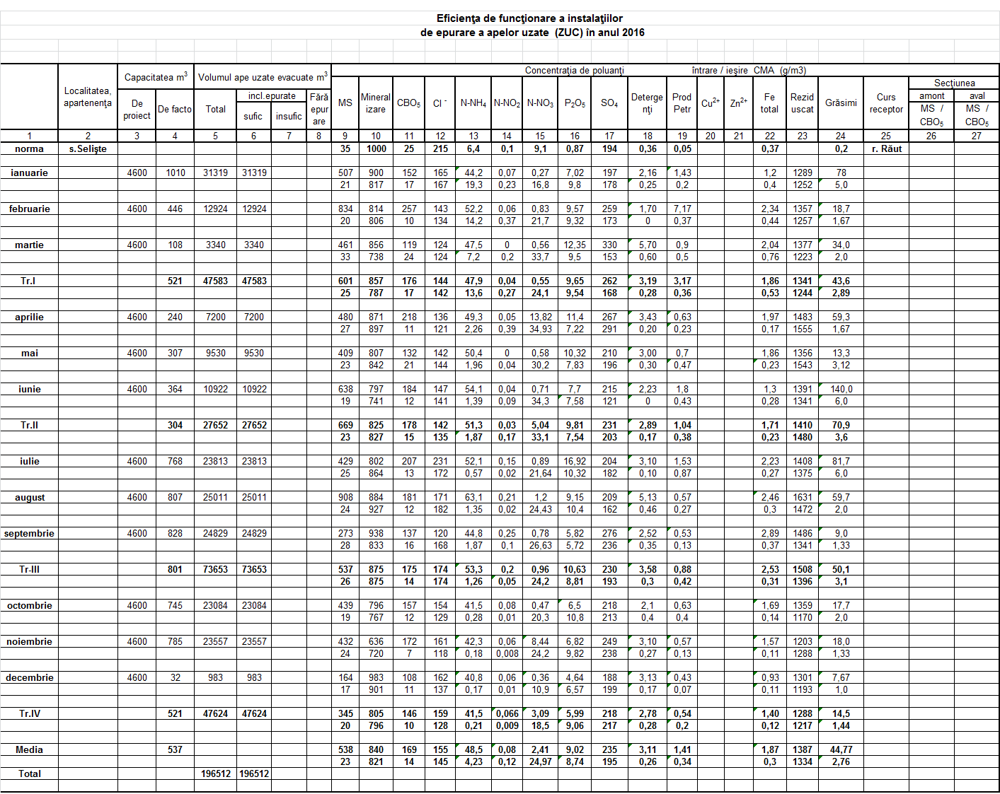 Eficienţa de funcţionare a instalaţiilor
de epurare a apelor uzate (ZUC) în anul 2016
Localitatea, apartenenţa Capacitatea m³ Volumul ape uzate evacuate m³ Concentraţia de poluanţi întrare / ieşire CMA (g/m3)
De proiect De facto Total incl.epurate Fără epurare MS Mineralizare CBO₅ Cl⁻ N-NH₄ N-NO₂ N-NO₃ P₂O₅ SO₄ Detergenţi Prod Petr Cu²⁺ Zn²⁺ Fe total Rezid uscat Grăsimi Curs receptor Secţiunea
sufic insufic amont aval
MS / CBO₅ MS / CBO₅
1 2 3 4 5 6 7 8 9 10 11 12 13 14 15 16 17 18 19 20 21 22 23 24 25 26 27
norma s.Selişte 35 1000 25 215 6,4 0,1 9,1 0,87 194 0,36 0,05 0,37 0,2 r. Răut
ianuarie 4600 1010 31319 31319 507 900 152 165 44,2 0,07 0,27 7,02 197 2,16 1,43 1,2 1289 78
21 817 17 167 19,3 0,23 16,8 9,8 178 0,25 0,2 0,4 1252 5,0
februarie 4600 446 12924 12924 834 814 257 143 52,2 0,06 0,83 9,57 259 1,70 7,17 2,34 1357 18,7
20 806 10 134 14,2 0,37 21,7 9,32 173 0 0,37 0,44 1257 1,67
martie 4600 108 3340 3340 461 856 119 124 47,5 0 0,56 12,35 330 5,70 0,9 2,04 1377 34,0
33 738 24 124 7,2 0,2 33,7 9,5 153 0,60 0,5 0,76 1223 2,0
Tr.I 521 47583 47583 601 857 176 144 47,9 0,04 0,55 9,65 262 3,19 3,17 1,86 1341 43,6
25 787 17 142 13,6 0,27 24,1 9,54 168 0,28 0,36 0,53 1244 2,89
aprilie 4600 240 7200 7200 480 871 218 136 49,3 0,05 13,82 11,4 267 3,43 0,63 1,97 1483 59,3
27 897 11 121 2,26 0,39 34,93 7,22 291 0,20 0,23 0,17 1555 1,67
mai 4600 307 9530 9530 409 807 132 142 50,4 0 0,58 10,32 210 3,00 0,7 1,86 1356 13,3
23 842 21 144 1,96 0,04 30,2 7,83 196 0,30 0,47 0,23 1543 3,12
iunie 4600 364 10922 10922 638 797 184 147 54,1 0,04 0,71 7,7 215 2,23 1,8 1,3 1391 140,0
19 741 12 141 1,39 0,09 34,3 7,58 121 0 0,43 0,28 1341 6,0
Tr.II 304 27652 27652 669 825 178 142 51,3 0,03 5,04 9,81 231 2,89 1,04 1,71 1410 70,9
23 827 15 135 1,87 0,17 33,1 7,54 203 0,17 0,38 0,23 1480 3,6
iulie 4600 768 23813 23813 429 802 207 231 52,1 0,15 0,89 16,92 204 3,10 1,53 2,23 1408 81,7
25 864 13 172 0,57 0,02 21,64 10,32 182 0,10 0,87 0,27 1375 6,0
august 4600 807 25011 25011 908 884 181 171 63,1 0,21 1,2 9,15 209 5,13 0,57 2,46 1631 59,7
24 927 12 182 1,35 0,02 24,43 10,4 162 0,46 0,27 0,3 1472 2,0
septembrie 4600 828 24829 24829 273 938 137 120 44,8 0,25 0,78 5,82 276 2,52 0,53 2,89 1486 9,0
28 833 16 168 1,87 0,1 26,63 5,72 236 0,35 0,13 0,37 1341 1,33
Tr-III 801 73653 73653 537 875 175 174 53,3 0,2 0,96 10,63 230 3,58 0,88 2,53 1508 50,1
26 875 14 174 1,26 0,05 24,2 8,81 193 0,3 0,42 0,31 1396 3,1
octombrie 4600 745 23084 23084 439 796 157 154 41,5 0,08 0,47 6,5 218 2,1 0,63 1,69 1359 17,7
19 767 12 129 0,28 0,01 20,3 10,8 213 0,4 0,4 0,14 1170 2,0
noiembrie 4600 785 23557 23557 432 636 172 161 42,3 0,06 8,44 6,82 249 3,10 0,57 1,57 1203 18,0
24 720 7 118 0,18 0,008 24,2 9,82 238 0,27 0,13 0,11 1288 1,33
decembrie 4600 32 983 983 164 983 108 162 40,8 0,06 0,36 4,64 188 3,13 0,43 0,93 1301 7,67
17 901 11 137 0,17 0,01 10,9 6,57 199 0,17 0,07 0,11 1193 1,0
Tr.IV 521 47624 47624 345 805 146 159 41,5 0,066 3,09 5,99 218 2,78 0,54 1,40 1288 14,5
20 796 10 128 0,21 0,009 18,5 9,06 217 0,28 0,2 0,12 1217 1,44
Media 537 538 840 169 155 48,5 0,08 2,41 9,02 235 3,11 1,41 1,87 1387 44,77
23 821 14 145 4,23 0,12 24,97 8,74 195 0,26 0,34 0,3 1334 2,76
Total 196512 196512